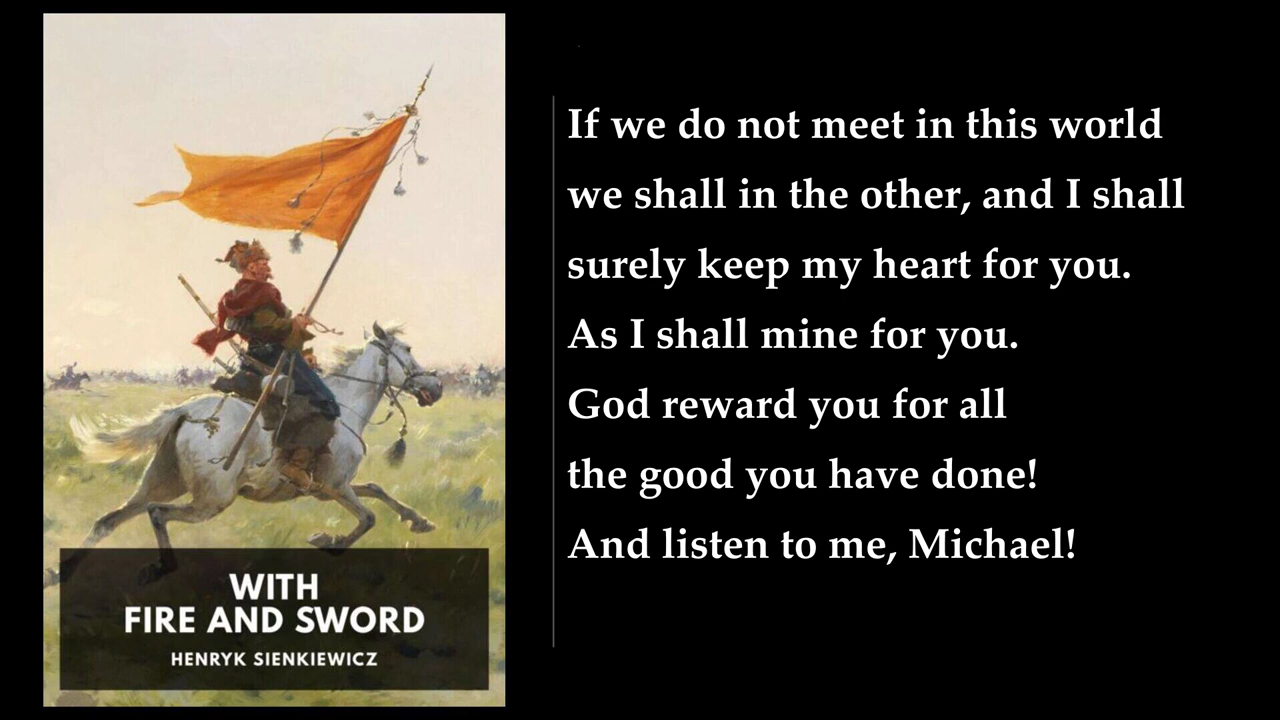 WITH
FIRE AND SWORD
HENRYK SIENKIEWICZ
If we do not meet in this world
we shall in the other, and I shall
surely keep my heart for you.
As I shall mine for you.
God reward you for all
the good you have done!
And listen to me, Michael!